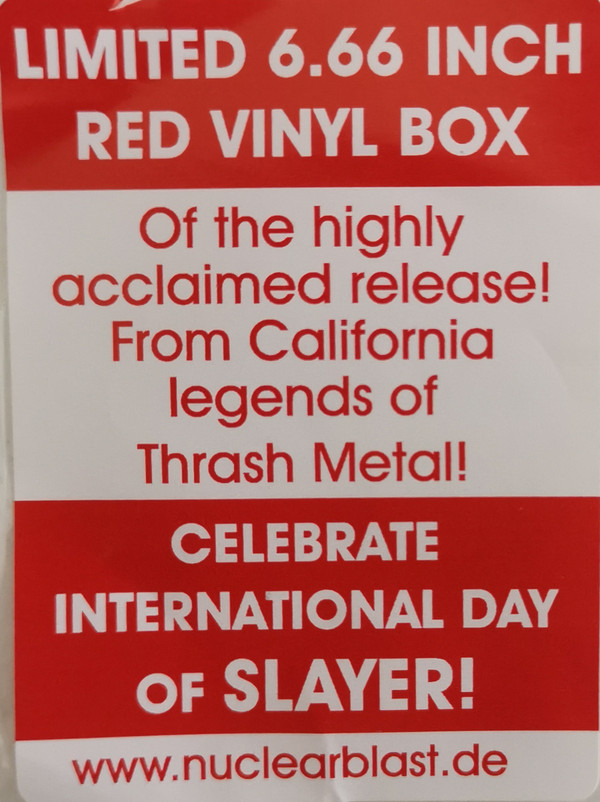 LIMITED 6.66 INCH
RED VINYL BOX
Of the highly
acclaimed release!
From California
legends of
Thrash Metal!
CELEBRATE
INTERNATIONAL DAY
OF SLAYER!
www.nuclearblast.de